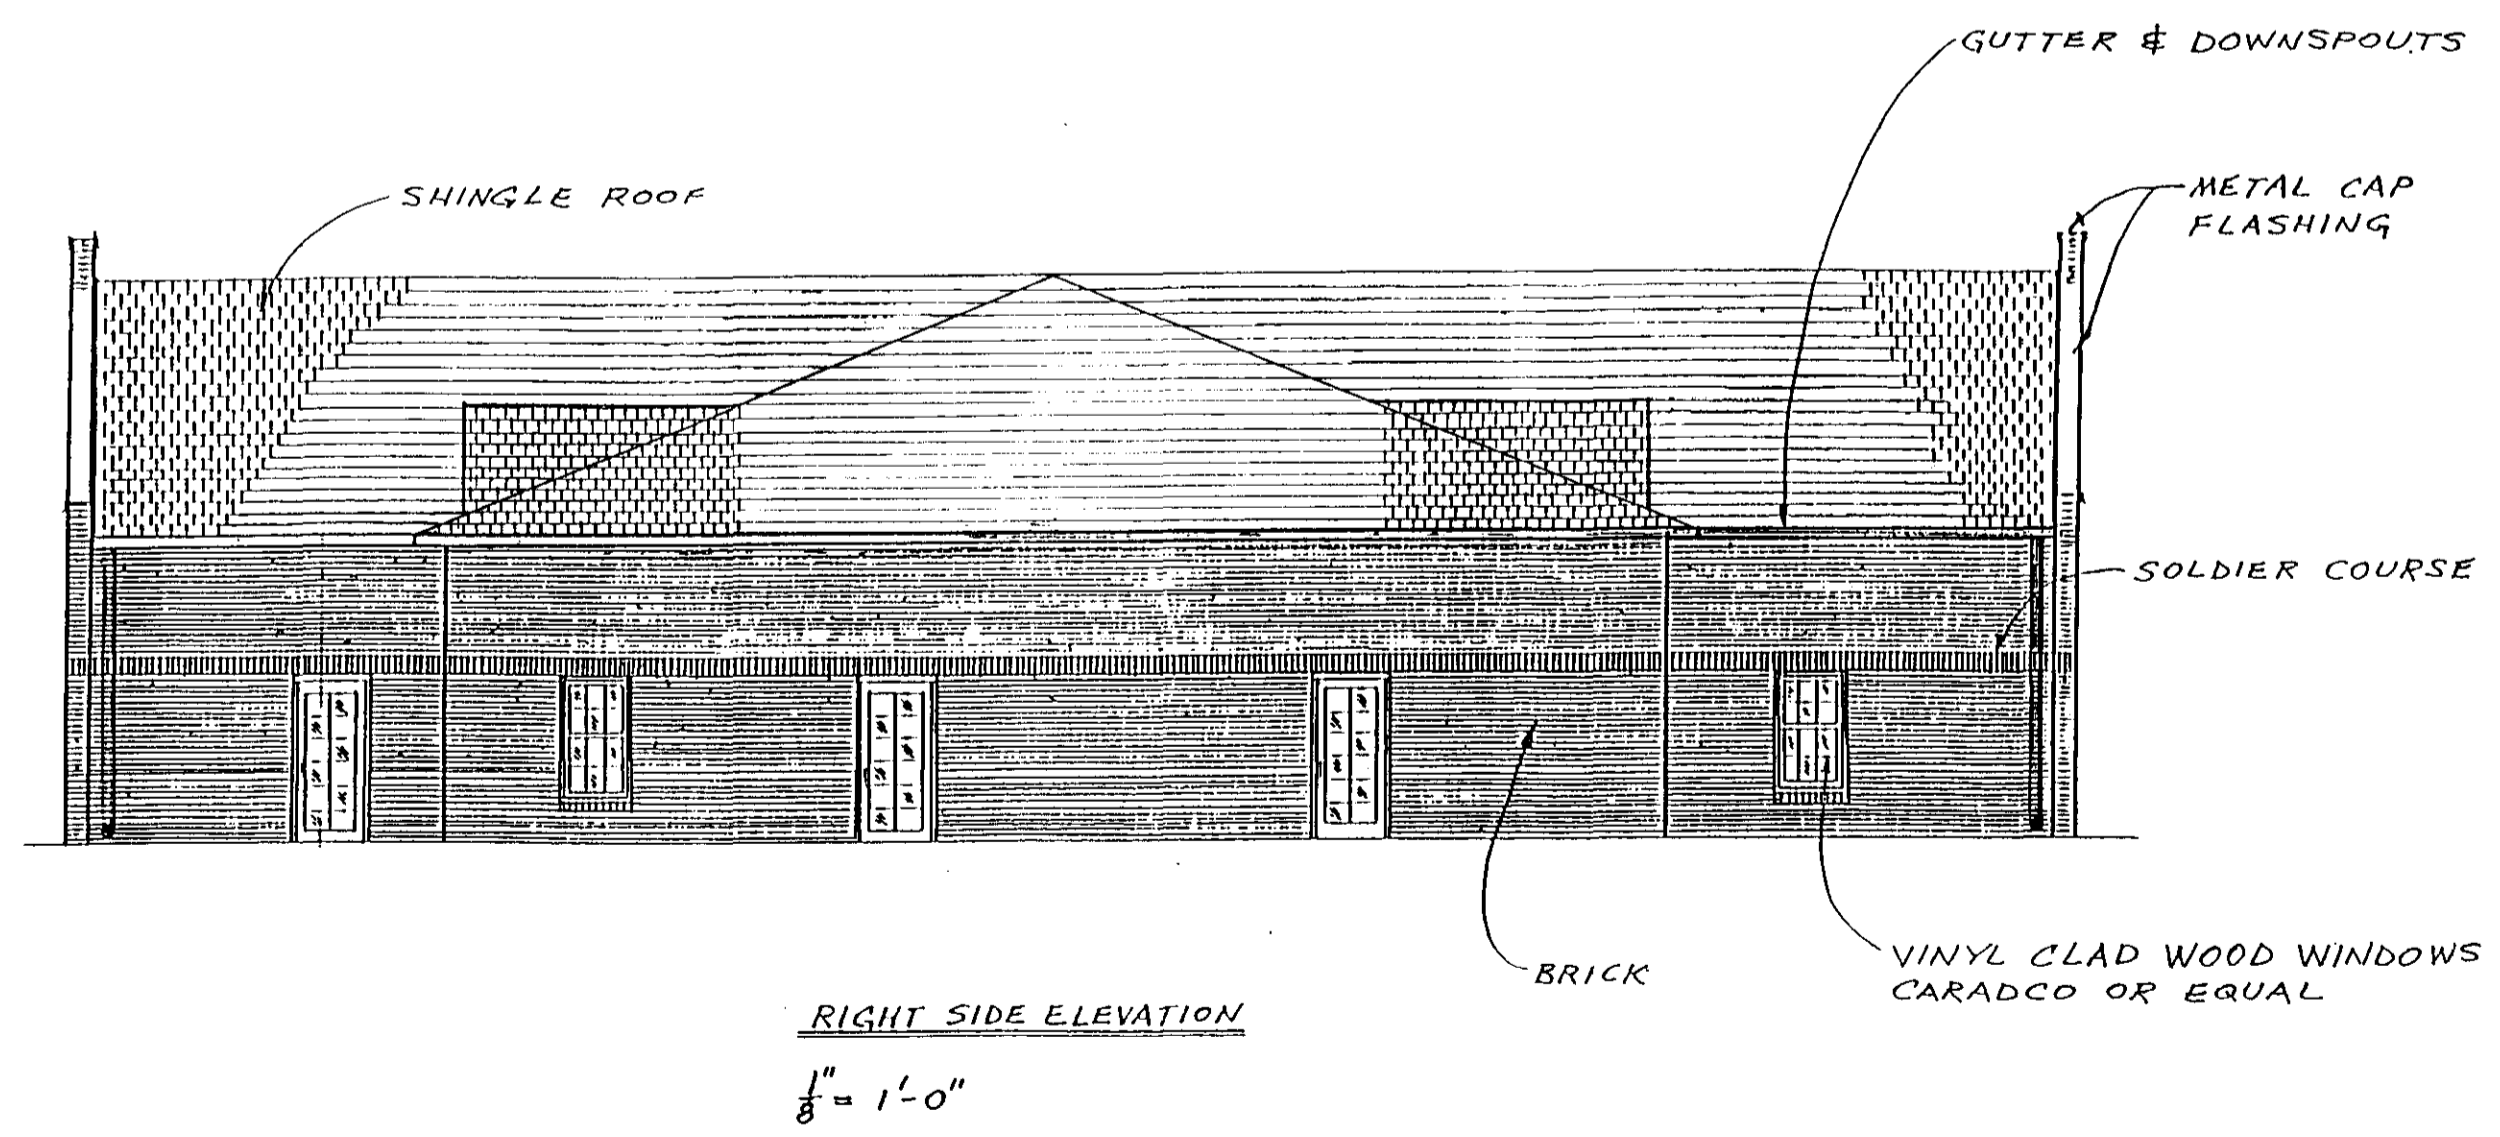 GUTTER & DOWNSPOUTS
SHINGLE ROOF
METAL CAP
FLASHING
SOLDIER COURSE
VINYL CLAD WOOD WINDOWS
CARADCO OR EQUAL
BRICK
RIGHT SIDE ELEVATION
1/8" = 1'-0"